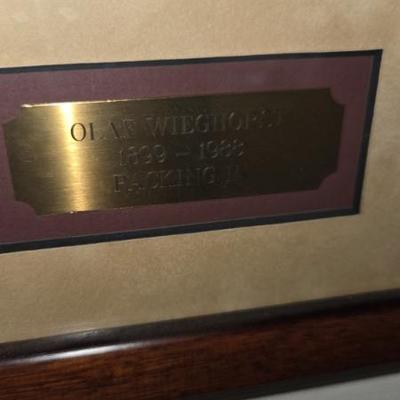 OLAF WIEGHORST
1899 - 1988
PACKING